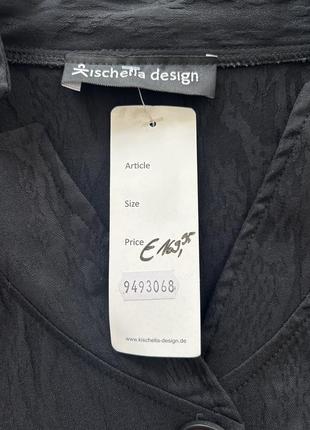 kischella design
Article
Size
Price € 169,95
9493068
www.kischella-design.de